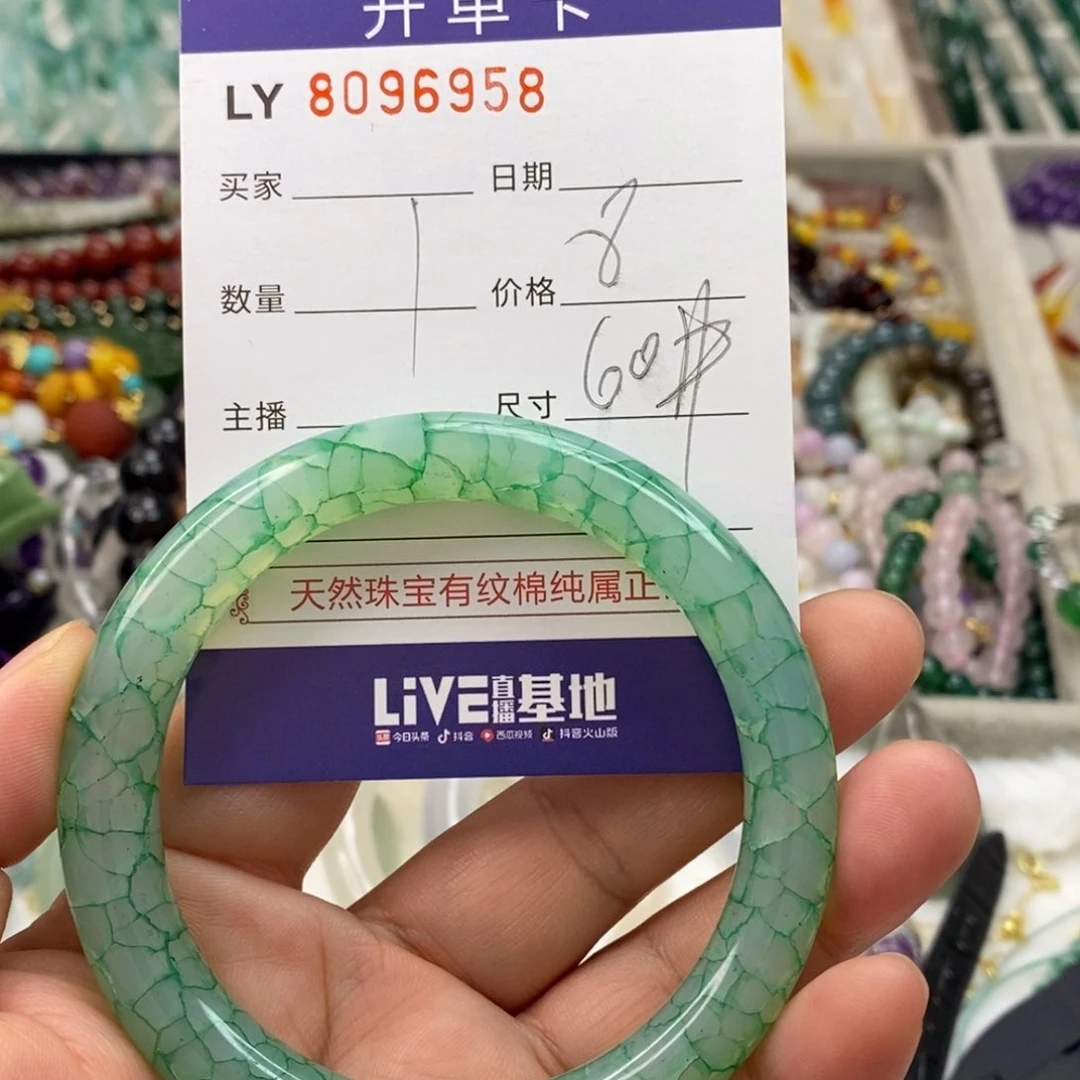 开单卡
LY 8096958
买家 日期
数量 1 价格 8
主播 尺寸 60#
天然珠宝有纹棉纯属正
LiVE直播基地
今日头条 抖音 西瓜视频 抖音火山版